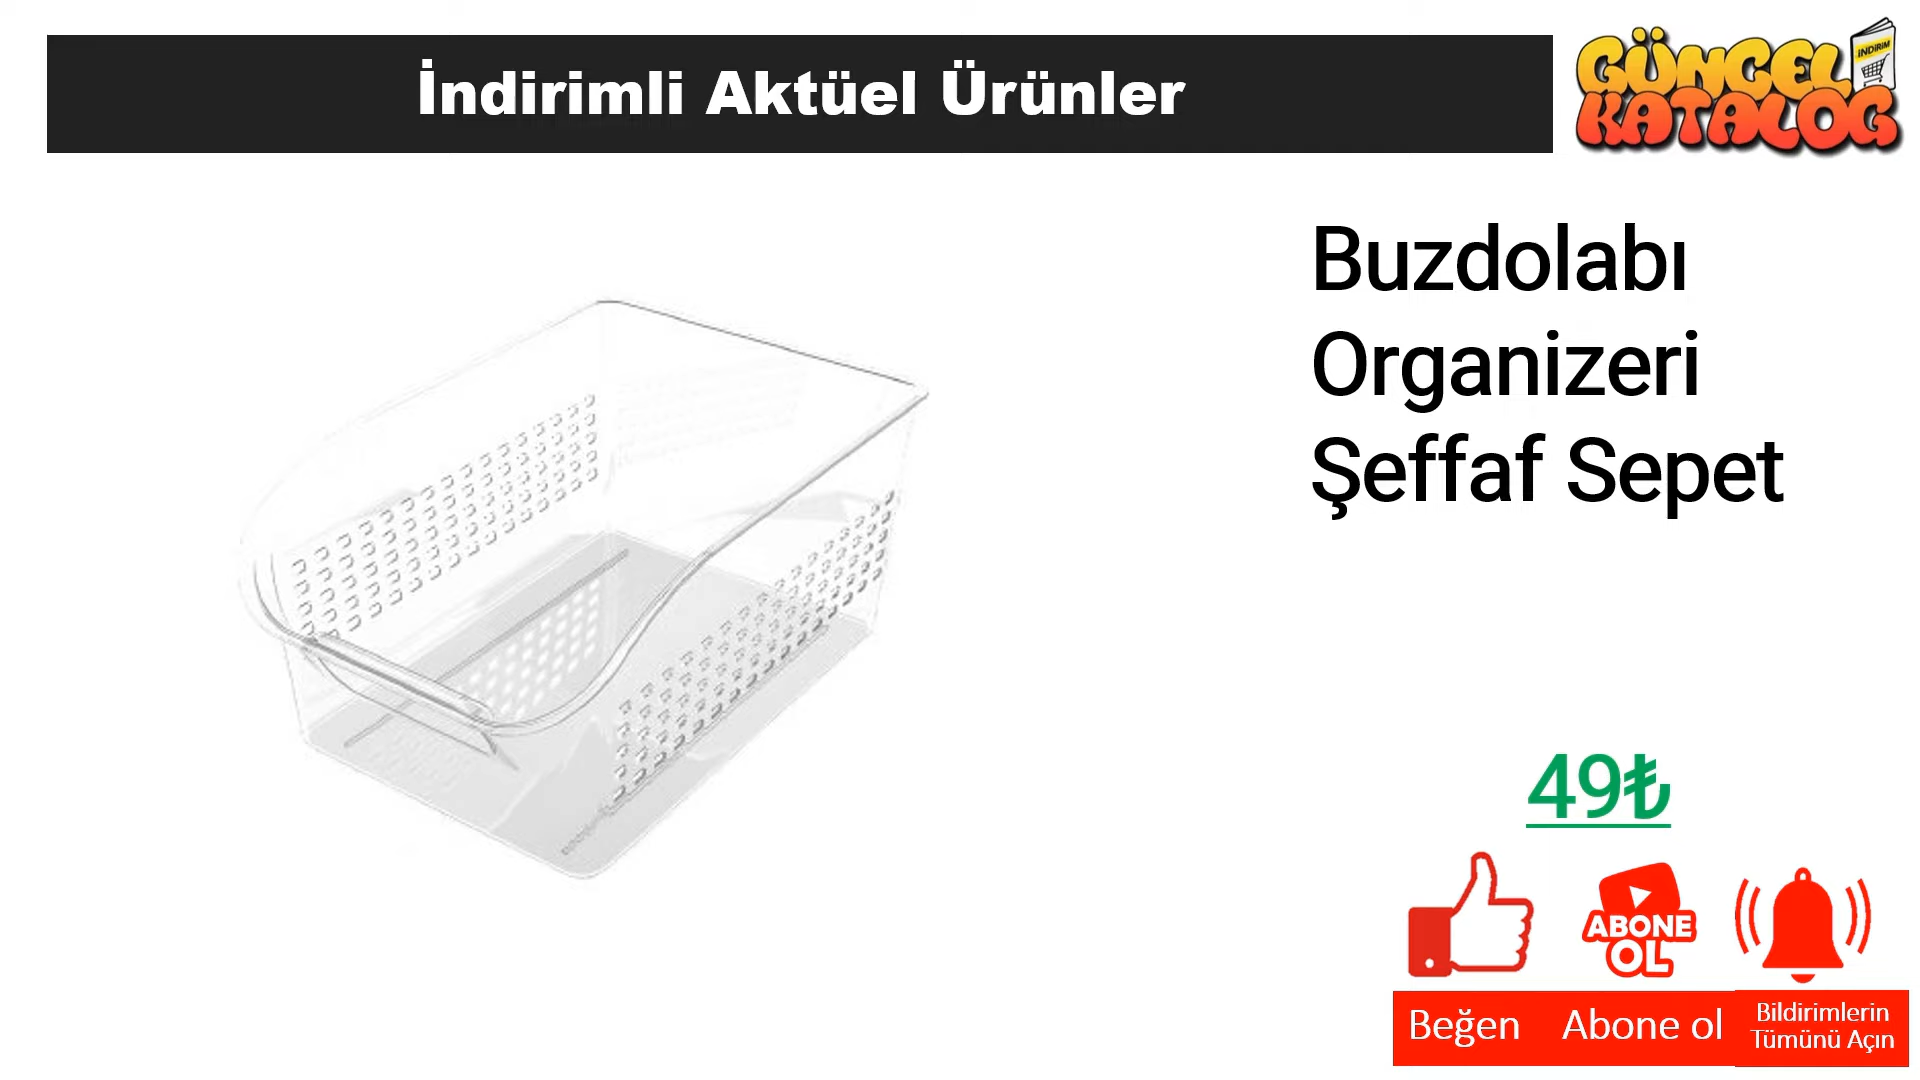 İndirimli Aktüel Ürünler
GÜNCEL
KATALOG
İNDİRİM
Buzdolabı
Organizeri
Şeffaf Sepet
49₺
ABONE
OL
Beğen
Abone ol
Bildirimlerin
Tümünü Açın